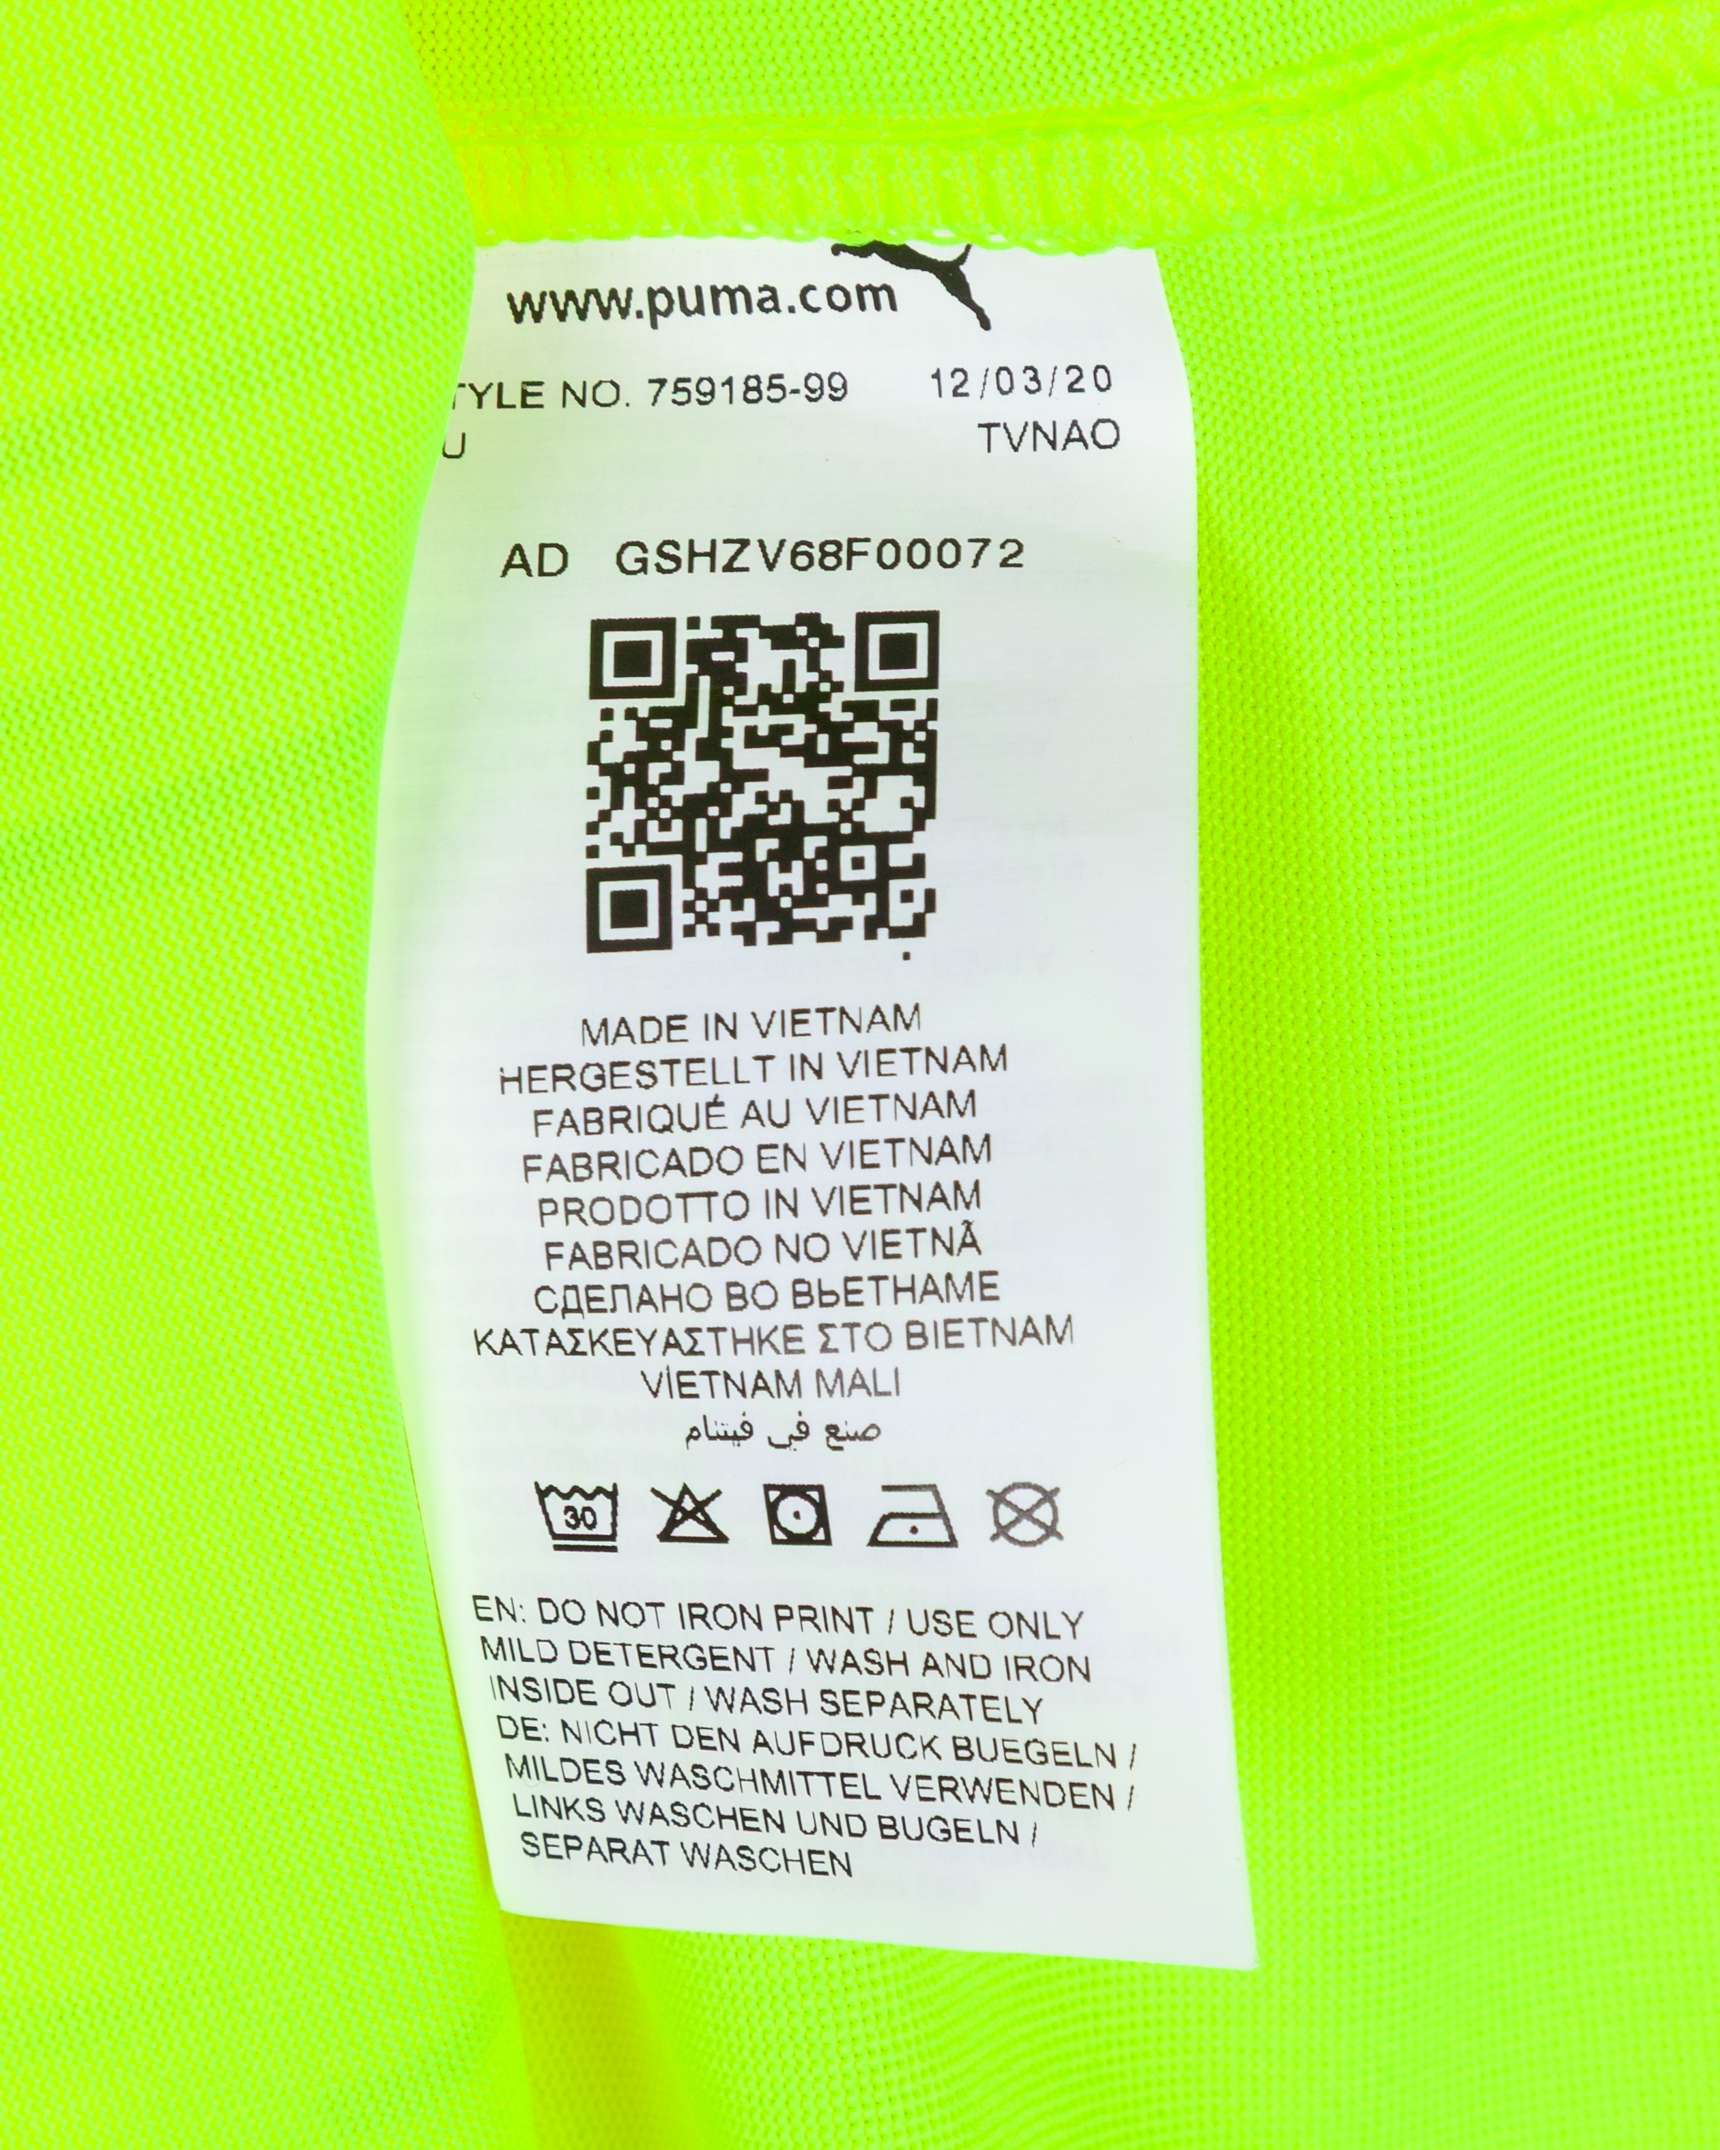 www.puma.com
TYLE NO. 759185-99 12/03/20
U TVNAO
AD GSHZV68F00072
MADE IN VIETNAM
HERGESTELLT IN VIETNAM
FABRIQUÉ AU VIETNAM
FABRICADO EN VIETNAM
PRODOTTO IN VIETNAM
FABRICADO NO VIETNÃ
СДЕЛАНО ВО ВЬЕТНАМЕ
ΚΑΤΑΣΚΕΥΑΣΤΗΚΕ ΣΤΟ ΒΙΕΤΝΑΜ
VİETNAM MALI
صنع في فيتنام
30
EN: DO NOT IRON PRINT / USE ONLY
MILD DETERGENT / WASH AND IRON
INSIDE OUT / WASH SEPARATELY
DE: NICHT DEN AUFDRUCK BUEGELN /
MILDES WASCHMITTEL VERWENDEN /
LINKS WASCHEN UND BUGELN /
SEPARAT WASCHEN